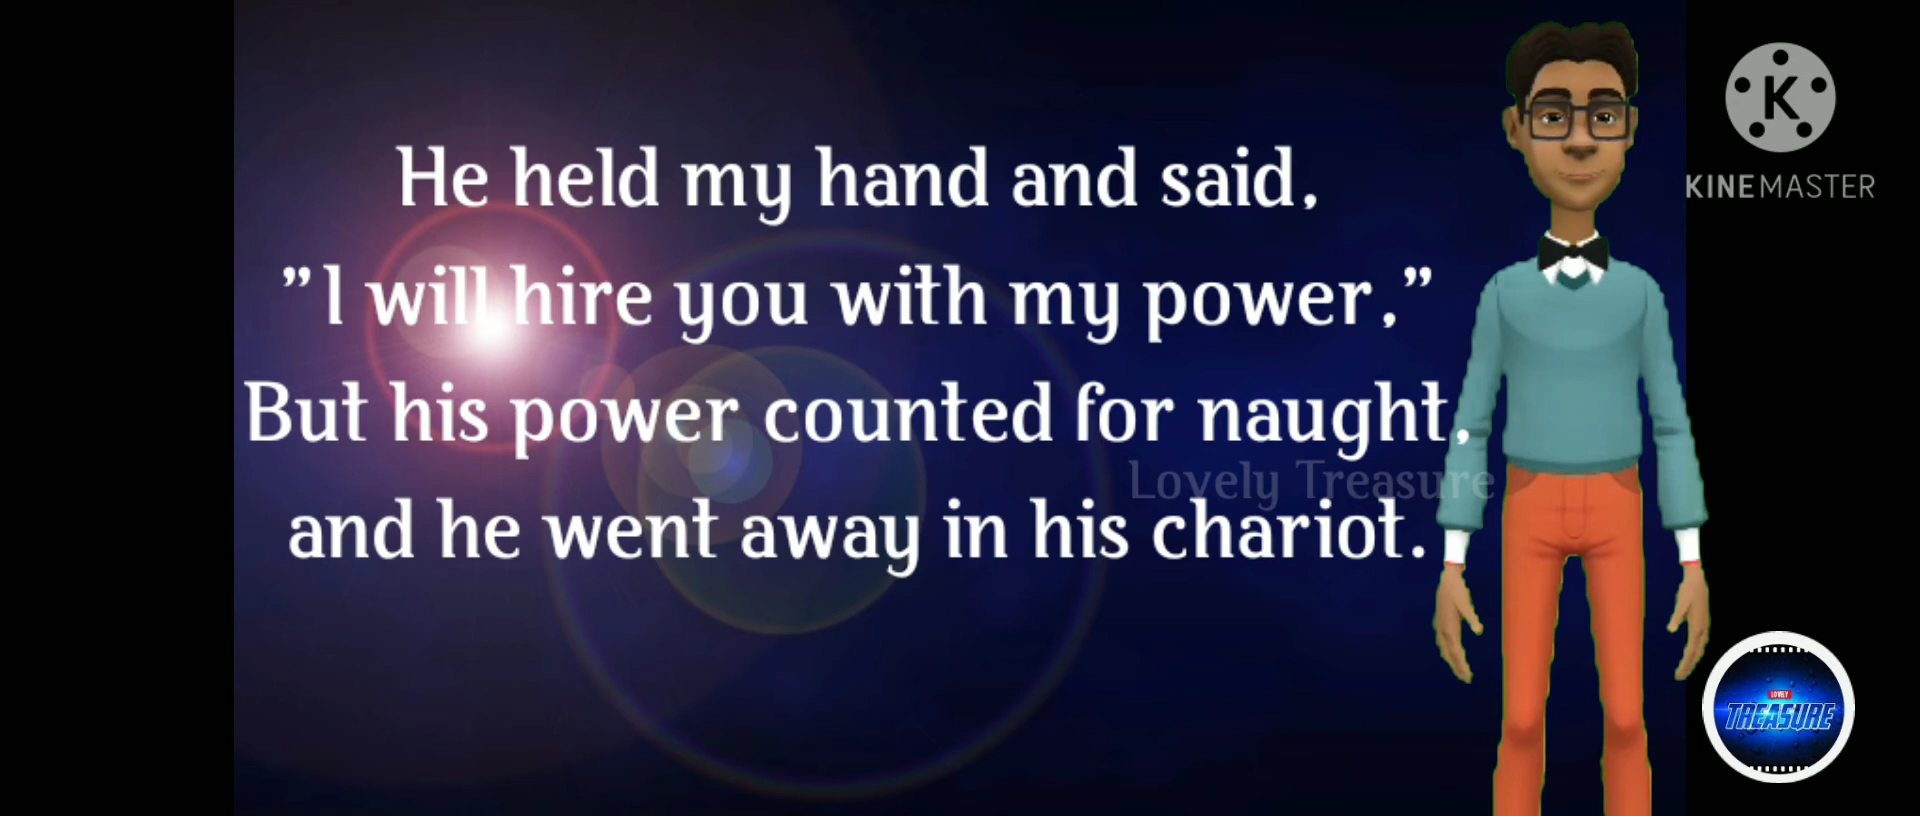 He held my hand and said,
”I will hire you with my power.”
But his power counted for naught,
and he went away in his chariot.
Lovely Treasure
K
KINEMASTER
LOVELY
TREASURE